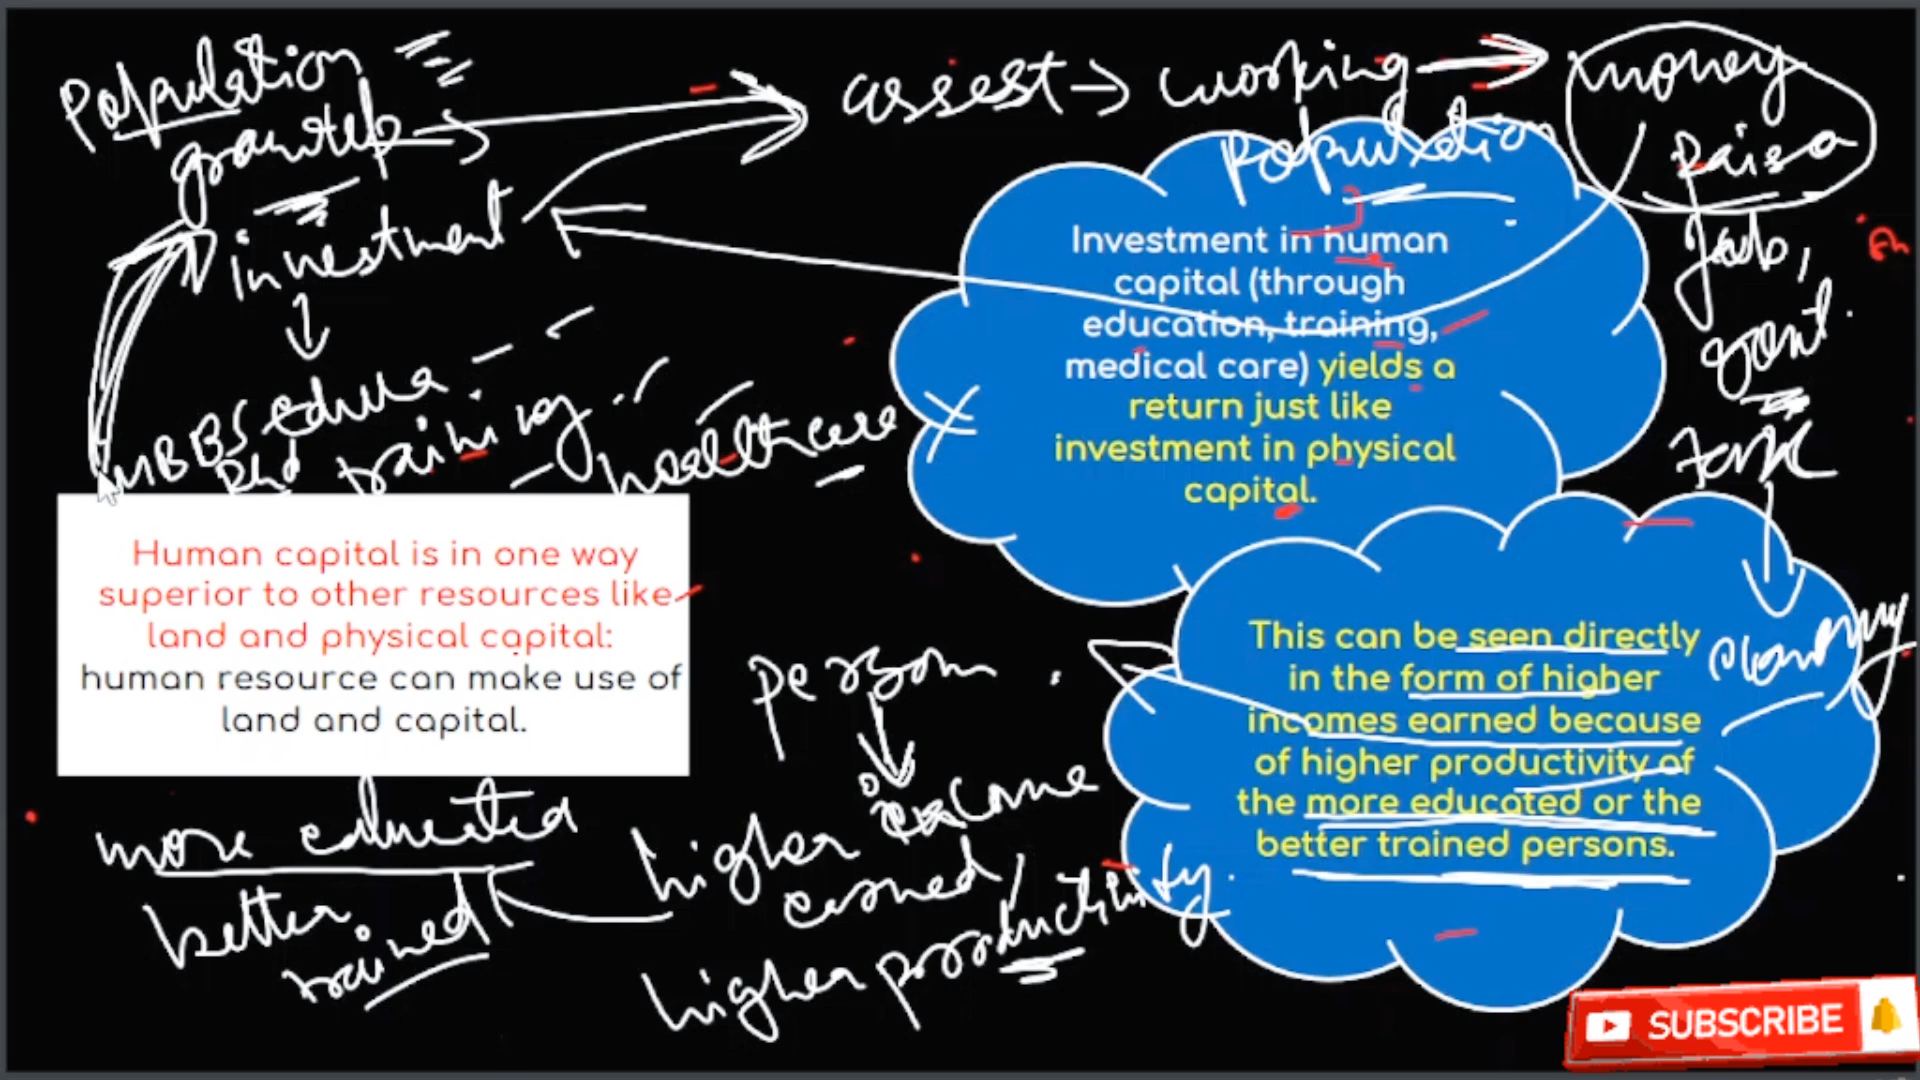 Population
growth
investment
assest → working
population
money
paisa
Job,
govt.
MBBS educa
Phd training
healthcare
Investment in human
capital (through
education, training,
medical care) yields a
return just like
investment in physical
capital.
Human capital is in one way
superior to other resources like
land and physical capital:
human resource can make use of
land and capital.
This can be seen directly
in the form of higher
incomes earned because
of higher productivity of
the more educated or the
better trained persons.
person
higher income
earned,
higher productivity.
more educated
better
trained
SUBSCRIBE